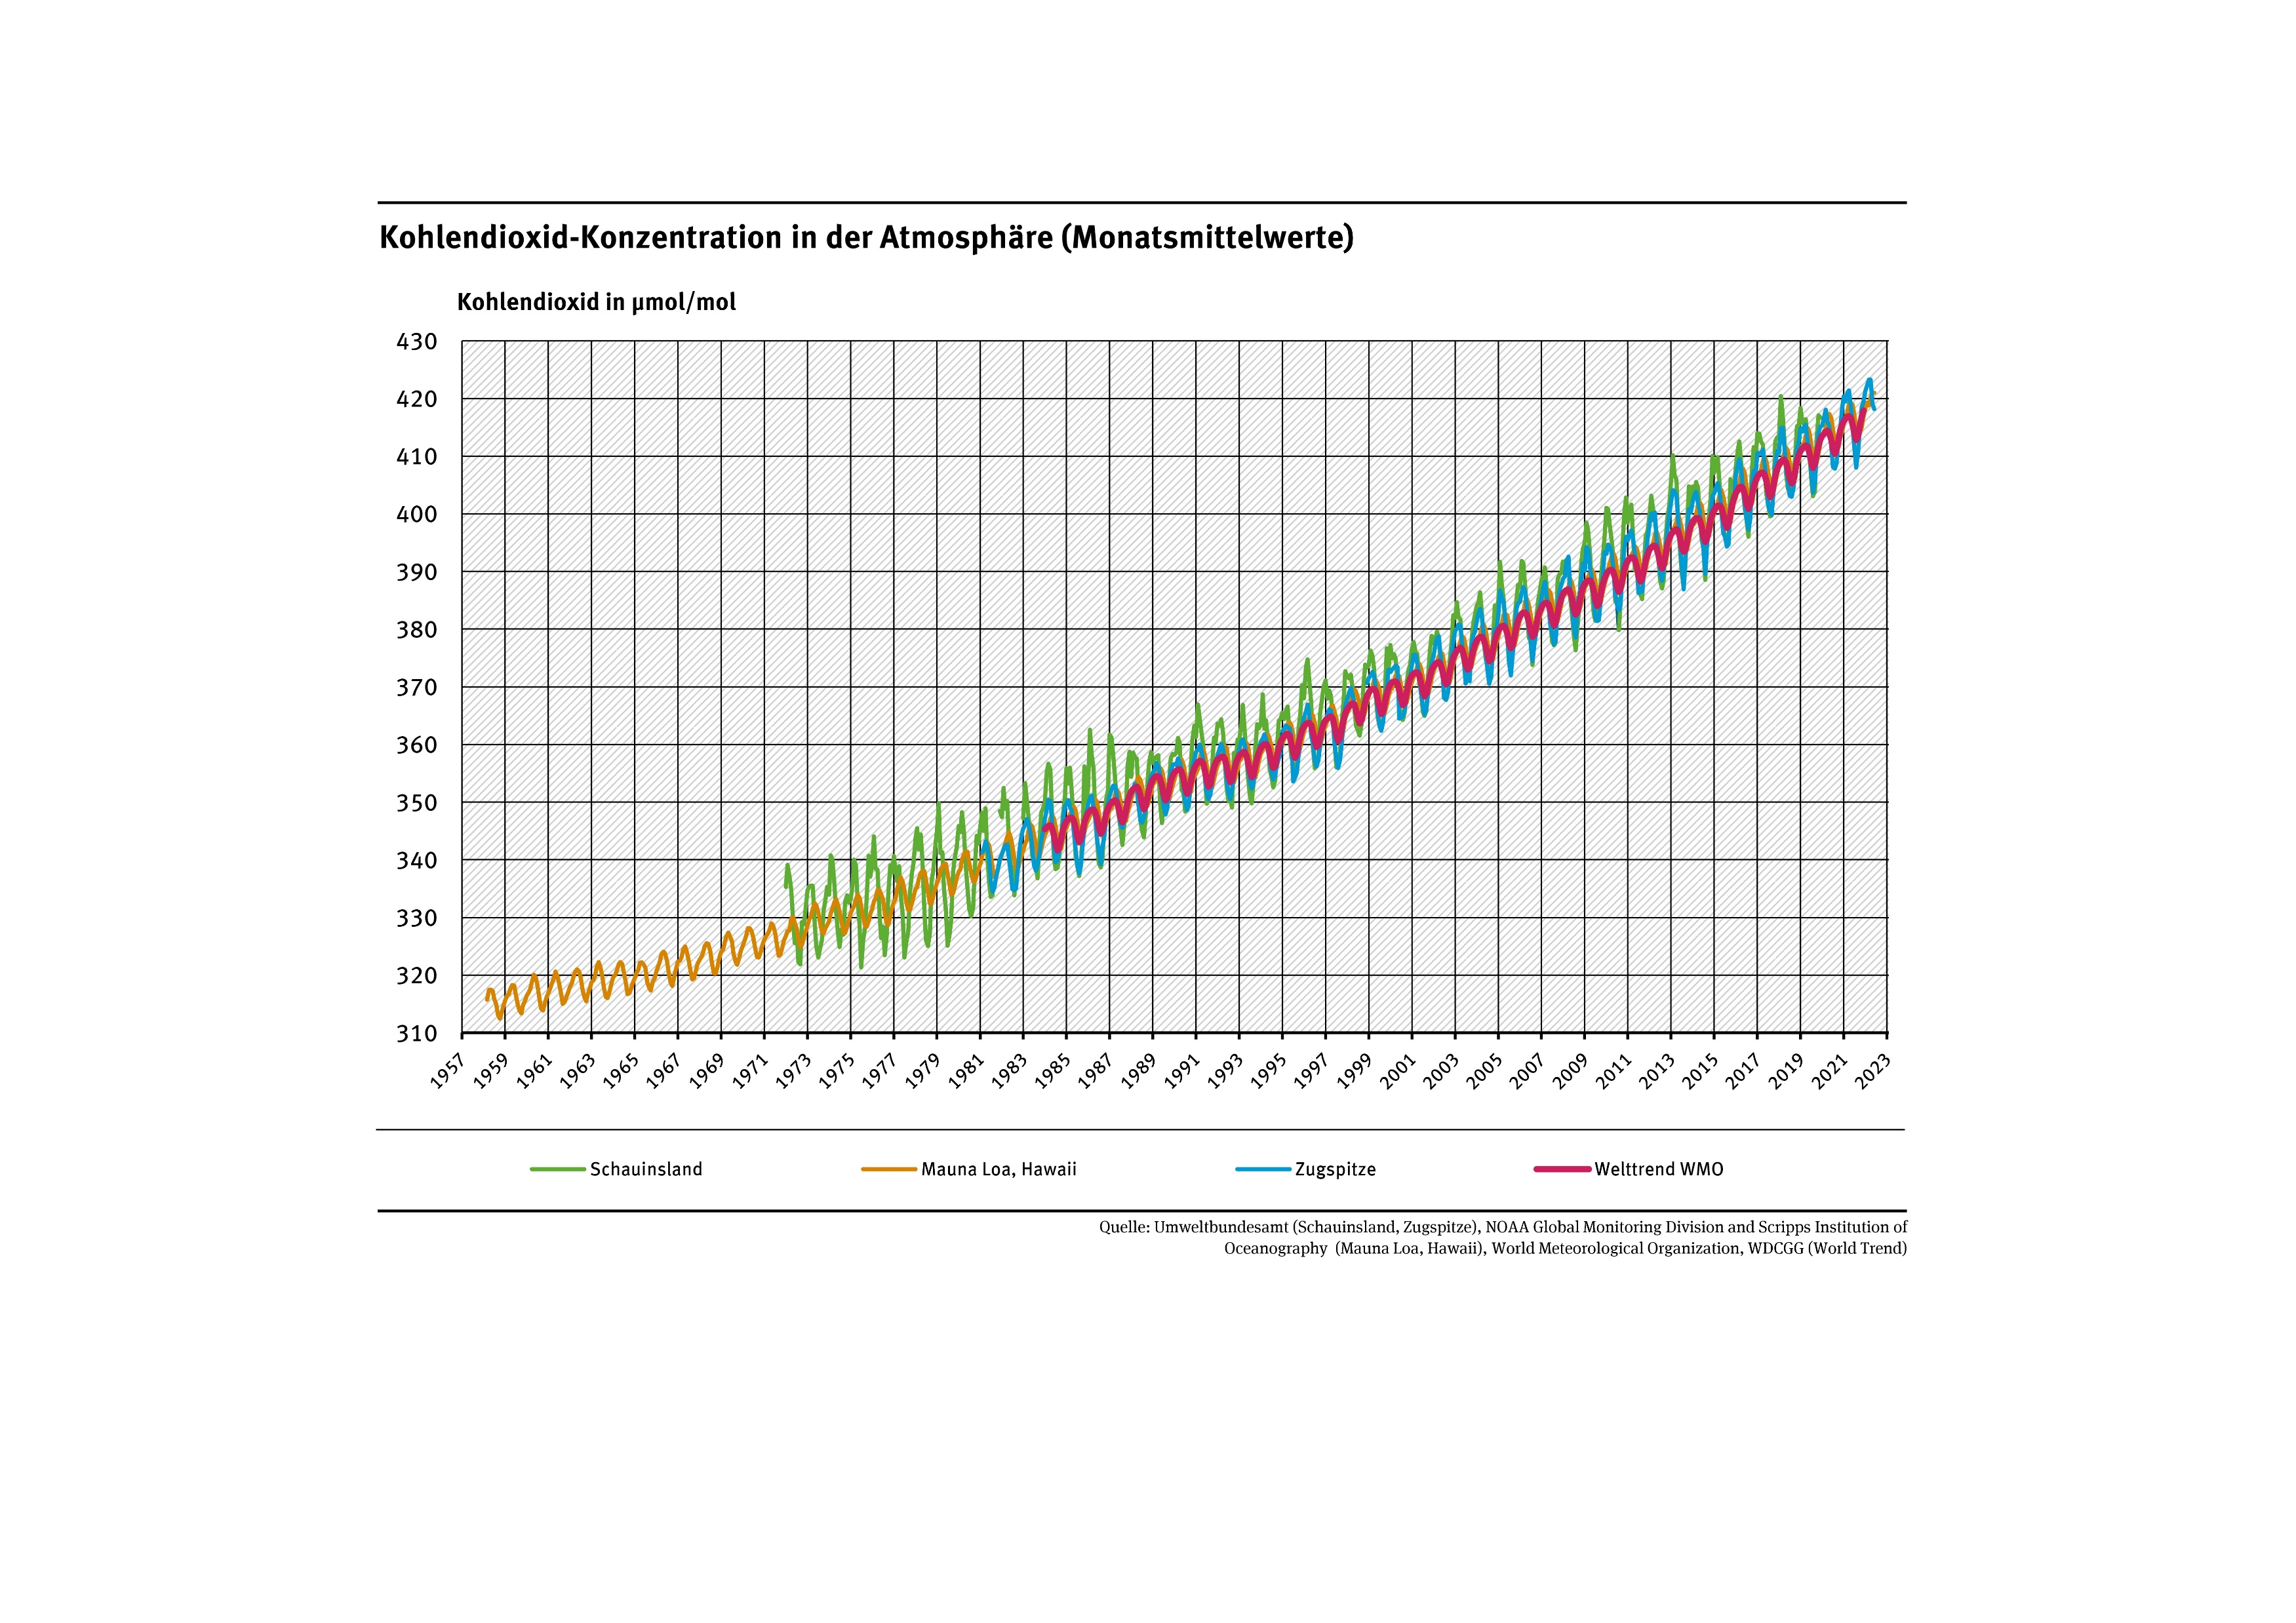 Kohlendioxid-Konzentration in der Atmosphäre (Monatsmittelwerte)
Kohlendioxid in µmol/mol
430
420
410
400
390
380
370
360
350
340
330
320
310
1957 1959 1961 1963 1965 1967 1969 1971 1973 1975 1977 1979 1981 1983 1985 1987 1989 1991 1993 1995 1997 1999 2001 2003 2005 2007 2009 2011 2013 2015 2017 2019 2021 2023
Schauinsland Mauna Loa, Hawaii Zugspitze Welttrend WMO
Quelle: Umweltbundesamt (Schauinsland, Zugspitze), NOAA Global Monitoring Division and Scripps Institution of
Oceanography (Mauna Loa, Hawaii), World Meteorological Organization, WDCGG (World Trend)